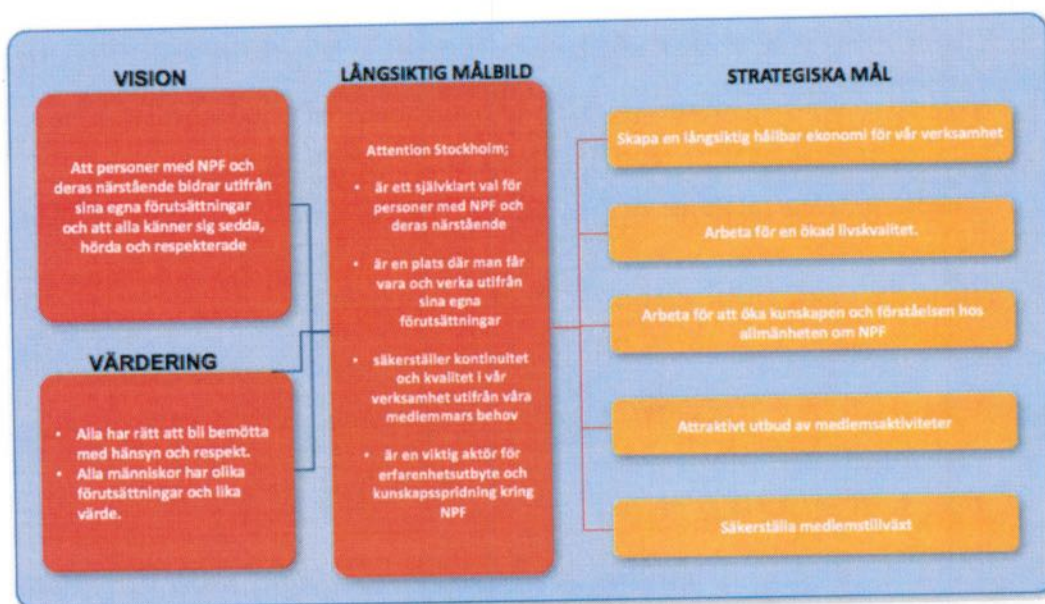 VISION
Att personer med NPF och
deras närstående bidrar utifrån
sina egna förutsättningar
och att alla känner sig sedda,
hörda och respekterade
VÄRDERING
• Alla har rätt att bli bemötta
med hänsyn och respekt.
• Alla människor har olika
förutsättningar och lika
värde.
LÅNGSIKTIG MÅLBILD
Attention Stockholm;
• är ett självklart val för
personer med NPF och
deras närstående
• är en plats där man får
vara och verka utifrån
sina egna
förutsättningar
• säkerställer kontinuitet
och kvalitet i vår
verksamhet utifrån våra
medlemmars behov
• är en viktig aktör för
erfarenhetsutbyte och
kunskapsspridning kring
NPF
STRATEGISKA MÅL
Skapa en långsiktig hållbar ekonomi för vår verksamhet
Arbeta för en ökad livskvalitet.
Arbeta för att öka kunskapen och förståelsen hos
allmänheten om NPF
Attraktivt utbud av medlemsaktiviteter
Säkerställa medlemstillväxt